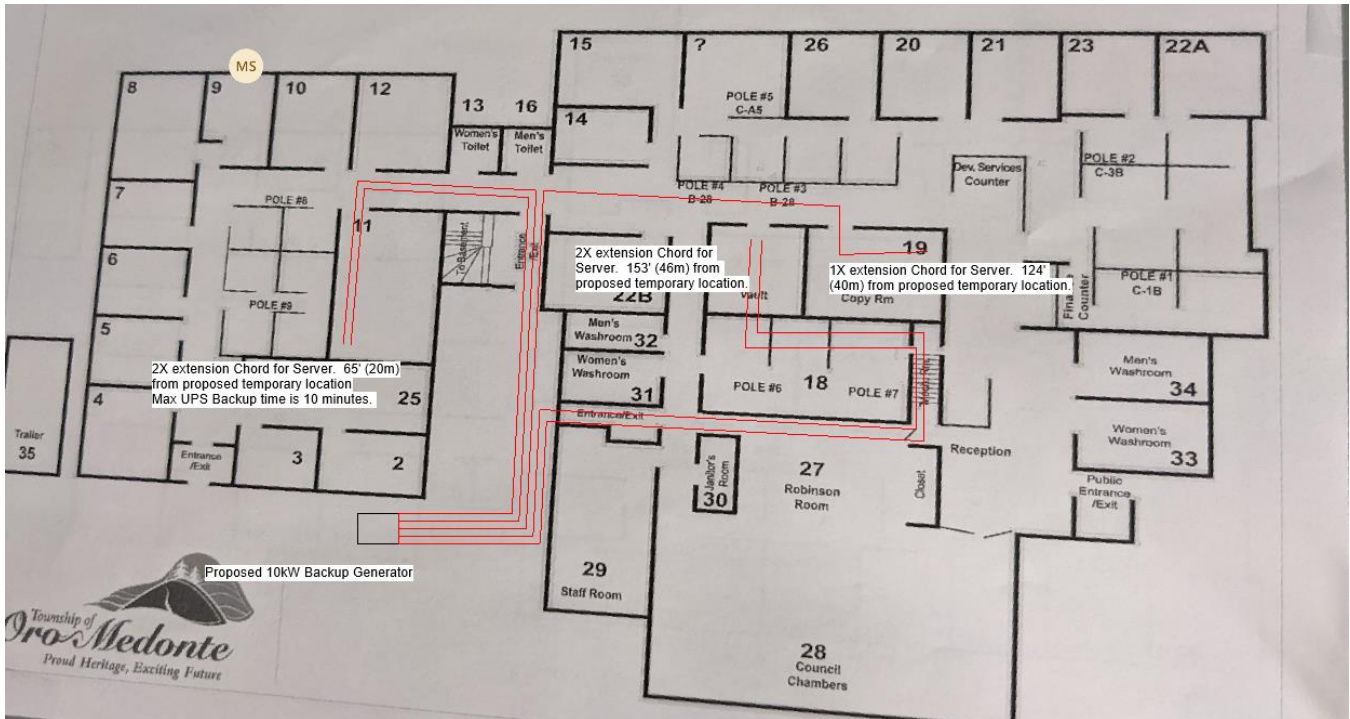 15
?
26
20
21
23
22A
MS
8
9
10
12
13
16
Women's
Toilet
Men's
Toilet
14
POLE #5
C-A5
POLE #4
B-28
POLE #3
B-28
Dev. Services
Counter
POLE #2
C-3B
7
POLE #8
11
To Basement
Entrance
/Exit
6
POLE #9
2X extension Chord for
Server. 153' (46m) from
proposed temporary location.
22B
Vault
19
1X extension Chord for Server. 124'
(40m) from proposed temporary location.
Copy Rm
Counter
POLE #1
C-1B
5
Men's
Washroom 32
Women's
Washroom
31
POLE #6
18
POLE #7
Men's
Washroom
34
2X extension Chord for Server. 65' (20m)
from proposed temporary location
Max UPS Backup time is 10 minutes.
25
4
Entrance/Exit
Trailer
35
Entrance
/Exit
3
2
Janitor's
Room
30
27
Robinson
Room
Closet
Reception
Women's
Washroom
33
Public
Entrance
/Exit
Proposed 10kW Backup Generator
29
Staff Room
28
Council
Chambers
Township of
Oro-Medonte
Proud Heritage, Exciting Future